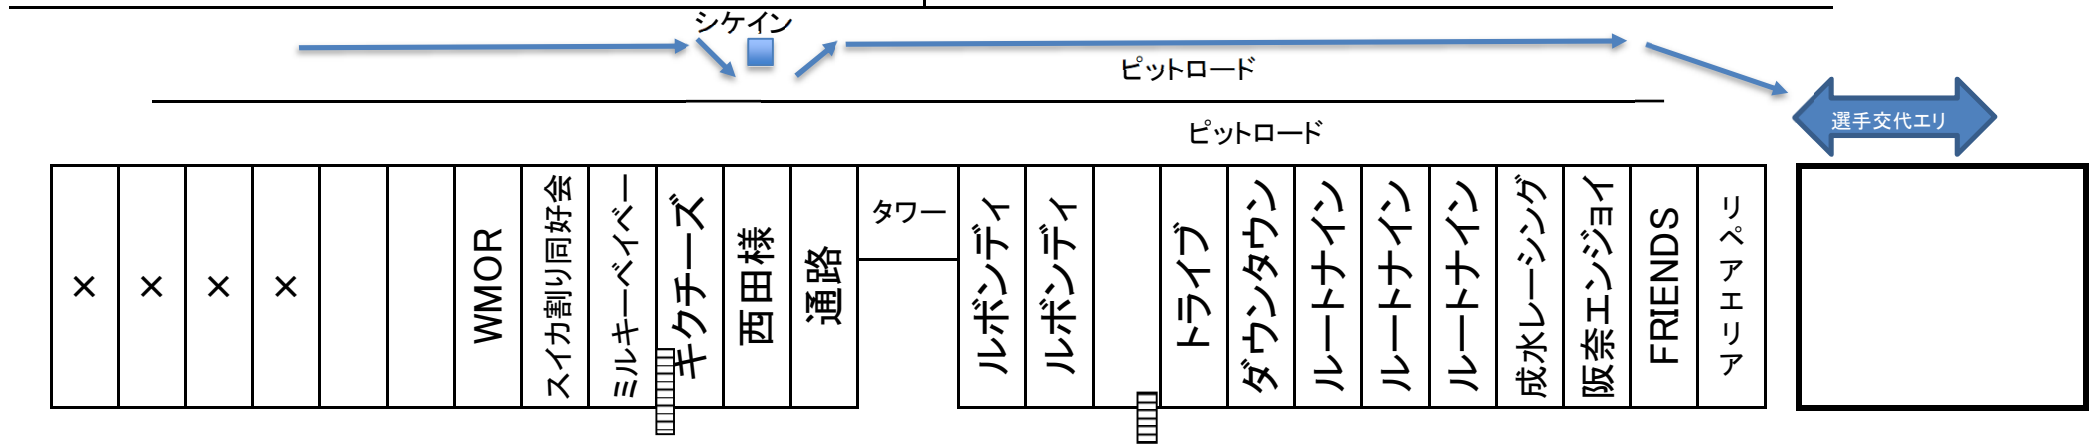 シケイン
ピットロード
ピットロード
選手交代エリ
×
×
×
×
WMOR
スイカ割り同好会
ミルキーベイベー
キクチーズ
西田様
通路
タワー
ルボンディ
ルボンディ
トライブ
ダウンタウン
ルートナイン
ルートナイン
ルートナイン
成水レーシング
阪奈エンジョイ
FRIENDS
リペアエリア